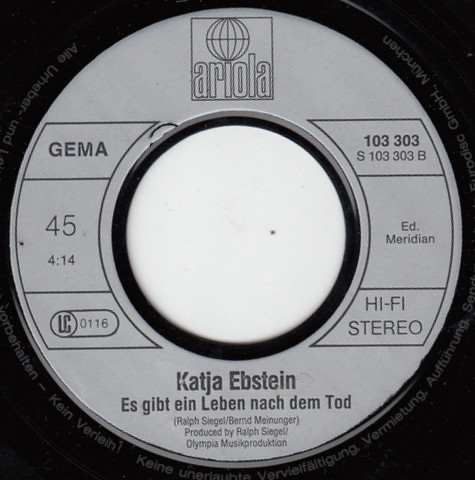 ariola
GEMA
103 303
S 103 303 B
45
4:14
Ed.
Meridian
LC 0116
HI-FI
STEREO
Katja Ebstein
Es gibt ein Leben nach dem Tod
(Ralph Siegel/Bernd Meinunger)
Produced by Ralph Siegel/
Olympia Musikproduktion
Alle Urheber- und
vorbehalten – Kein Verleih! Keine unerlaubte Vervielfältigung, Vermietung, Aufführung,
GmbH, München